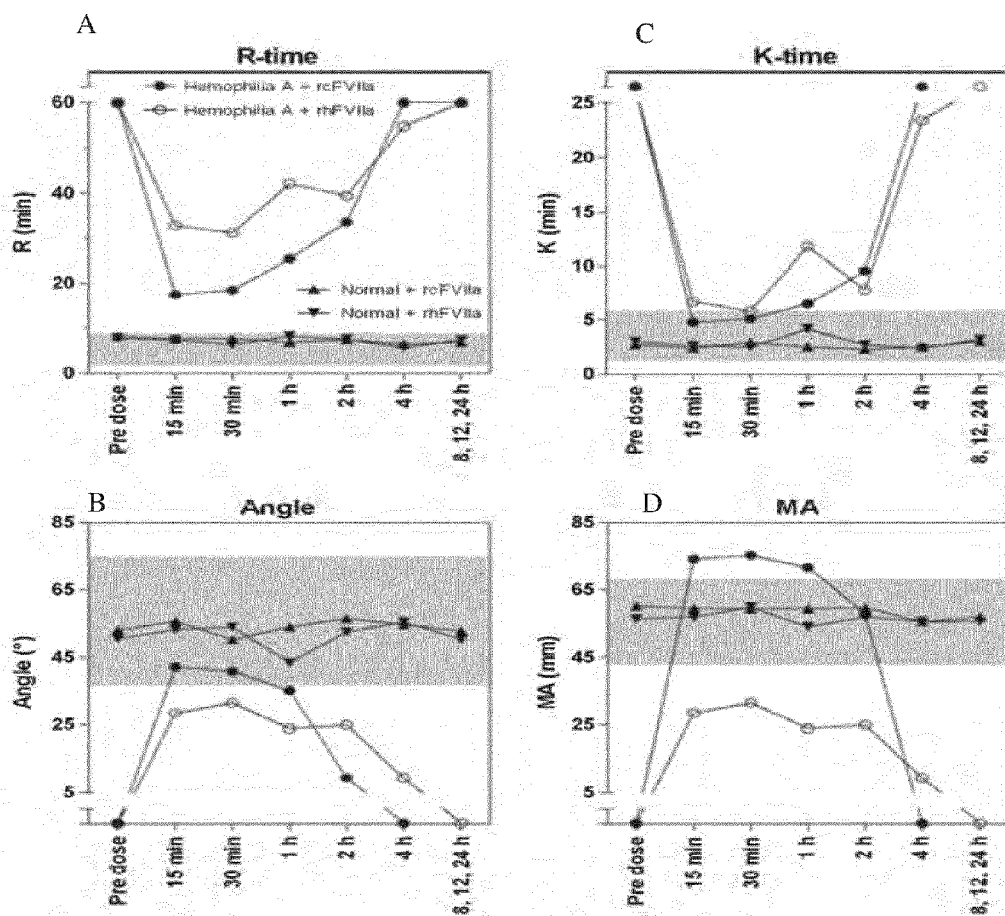 A
R-time
Hemophilia A + rcFVIIa
Hemophilia A + rhFVIIa
Normal + rcFVIIa
Normal + rhFVIIa
60
40
20
0
R (min)
Pre dose
15 min
30 min
1 h
2 h
4 h
8, 12, 24 h
C
K-time
25
20
15
10
5
0
K (min)
Pre dose
15 min
30 min
1 h
2 h
4 h
8, 12, 24 h
B
Angle
85
65
45
25
5
Angle (°)
Pre dose
15 min
30 min
1 h
2 h
4 h
8, 12, 24 h
D
MA
85
65
45
25
5
MA (mm)
Pre dose
15 min
30 min
1 h
2 h
4 h
8, 12, 24 h